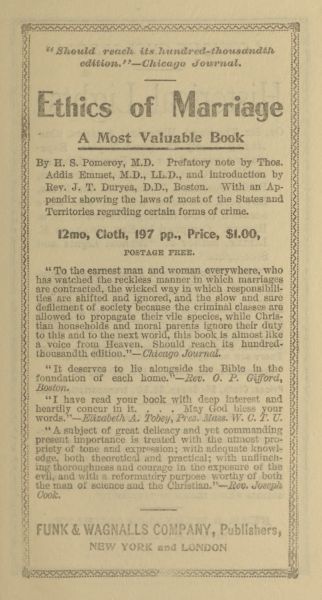 "Should reach its hundred-thousandth
edition."—Chicago Journal.
Ethics of Marriage
A Most Valuable Book
By H. S. Pomeroy, M.D. Prefatory note by Thos.
Addis Emmet, M.D., LL.D., and introduction by
Rev. J. T. Duryea, D.D., Boston. With an Ap-
pendix showing the laws of most of the States and
Territories regarding certain forms of crime.
12mo, Cloth, 197 pp., Price, $1.00,
POSTAGE FREE.
"To the earnest man and woman everywhere, who
has watched the reckless manner in which marriages
are contracted, the wicked way in which responsibili-
ties are shifted and ignored, and the slow and sure
defilement of society because the criminal classes are
allowed to propagate their vile species, while Chris-
tian households and moral parents ignore their duty
to this and to the next world, this book is almost like
a voice from Heaven. Should reach its hundred-
thousandth edition."—Chicago Journal.
"It deserves to lie alongside the Bible in the
foundation of each home."—Rev. O. P. Gifford,
Boston.
"I have read your book with deep interest and
heartily concur in it. . . . May God bless your
words."—Elizabeth A. Tobey, Pres. Mass. W. C. T. U.
"A subject of great delicacy and yet commanding
present importance is treated with the utmost pro-
priety of tone and expression; with adequate knowl-
edge, both theoretical and practical; with unflinch-
ing thoroughness and courage in the exposure of the
evil, and with a reformatory purpose worthy of both
the man of science and the Christian."—Rev. Joseph
Cook.
FUNK & WAGNALLS COMPANY, Publishers,
NEW YORK and LONDON